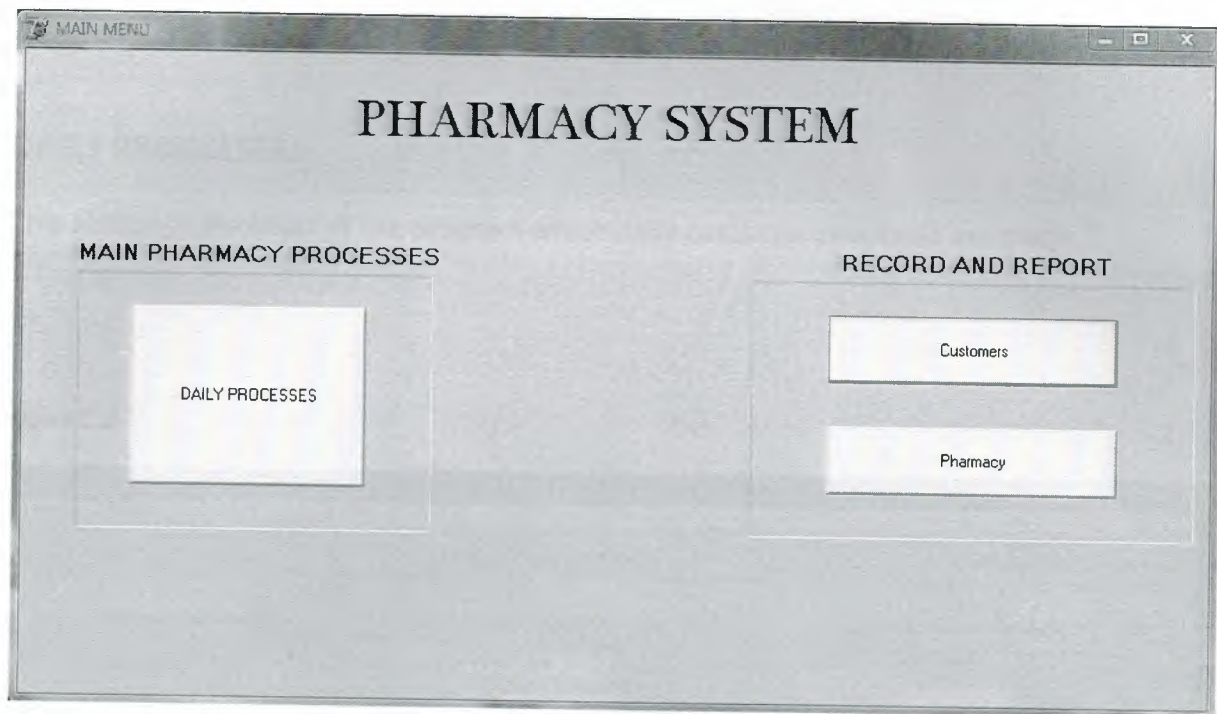 MAIN MENU
PHARMACY SYSTEM
MAIN PHARMACY PROCESSES
DAILY PROCESSES
RECORD AND REPORT
Customers
Pharmacy